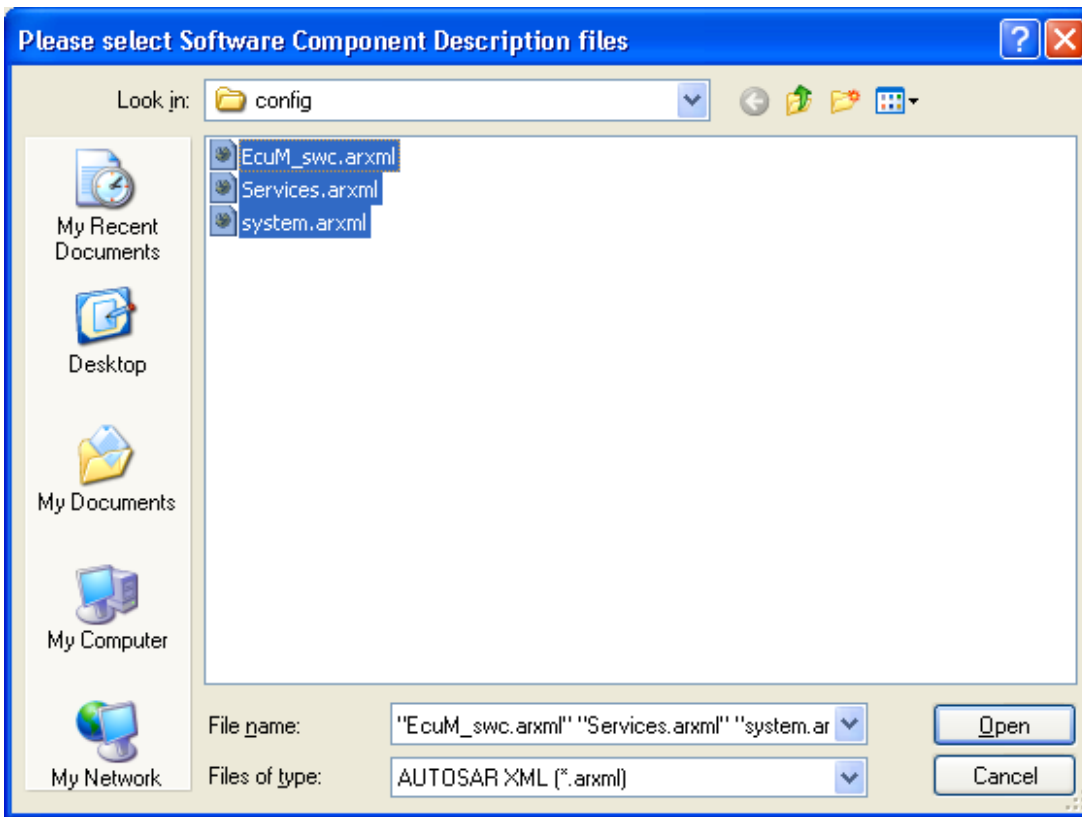 Please select Software Component Description files
Look in:
config
EcuM_swc.arxml
Services.arxml
system.arxml
My Recent
Documents
Desktop
My Documents
My Computer
My Network
File name:
"EcuM_swc.arxml" "Services.arxml" "system.ar
Open
Files of type:
AUTOSAR XML (*.arxml)
Cancel